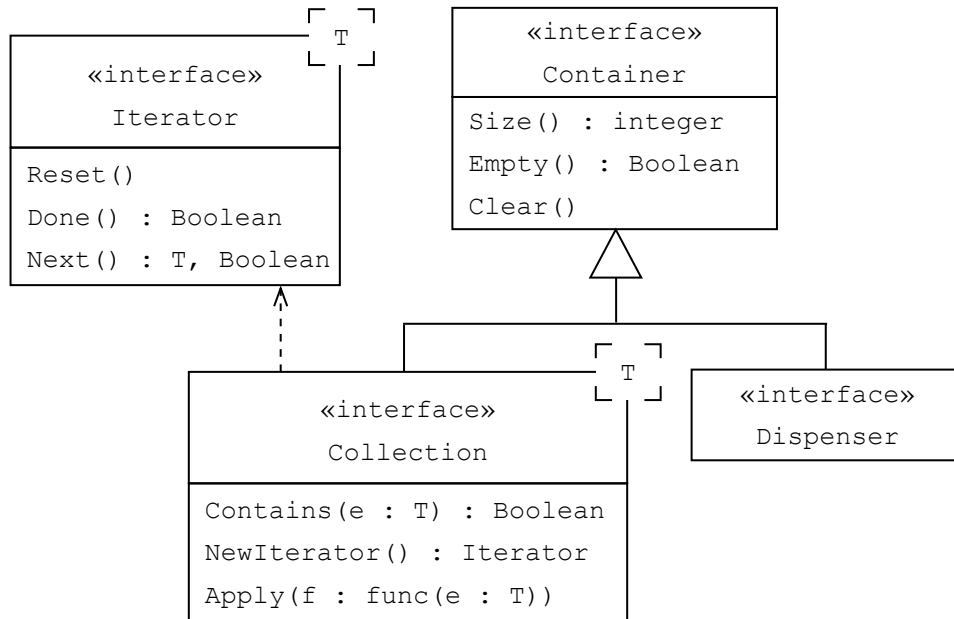 T
«interface»
Iterator
Reset()
Done() : Boolean
Next() : T, Boolean
«interface»
Container
Size() : integer
Empty() : Boolean
Clear()
T
«interface»
Collection
Contains(e : T) : Boolean
NewIterator() : Iterator
Apply(f : func(e : T))
«interface»
Dispenser